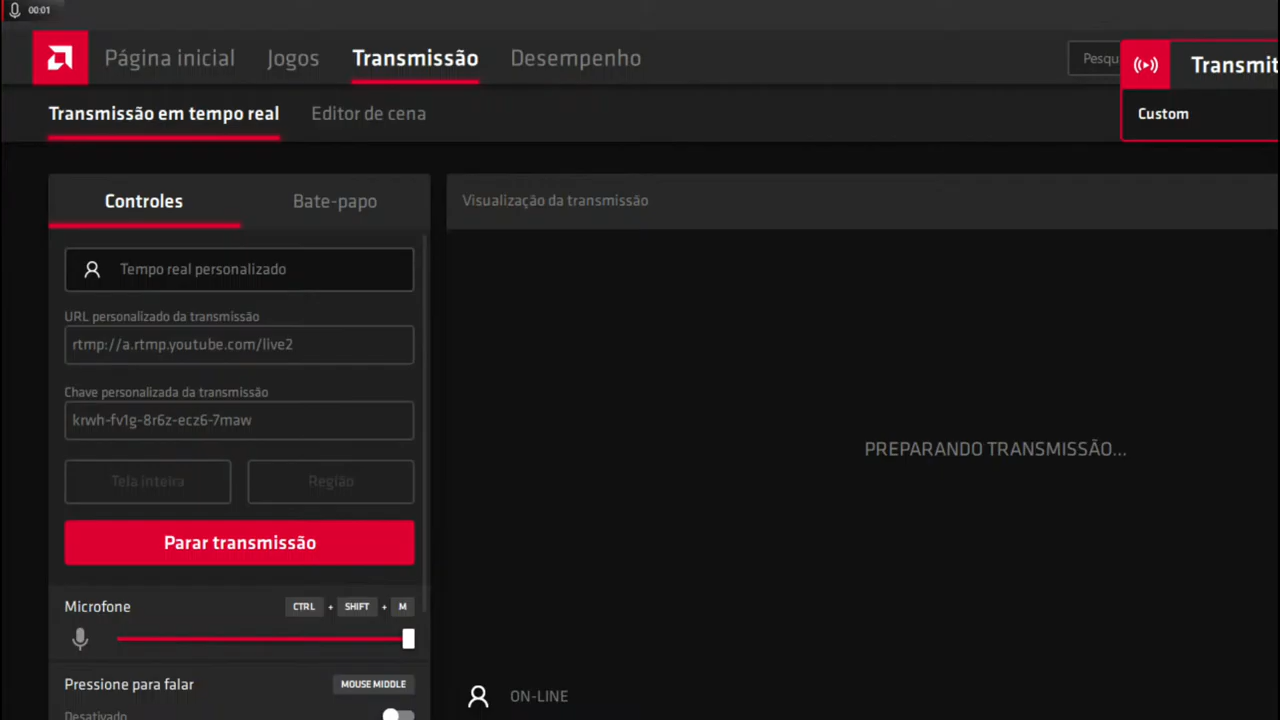 00:01
Página inicial Jogos Transmissão Desempenho Pesqu Transmit
Transmissão em tempo real Editor de cena Custom
Controles Bate-papo Visualização da transmissão
Tempo real personalizado
URL personalizado da transmissão
rtmp://a.rtmp.youtube.com/live2
Chave personalizada da transmissão
krwh-fv1g-8r6z-ecz6-7maw
PREPARANDO TRANSMISSÃO...
Tela inteira Região
Parar transmissão
Microfone CTRL + SHIFT + M
Pressione para falar MOUSE MIDDLE
ON-LINE
Desativado